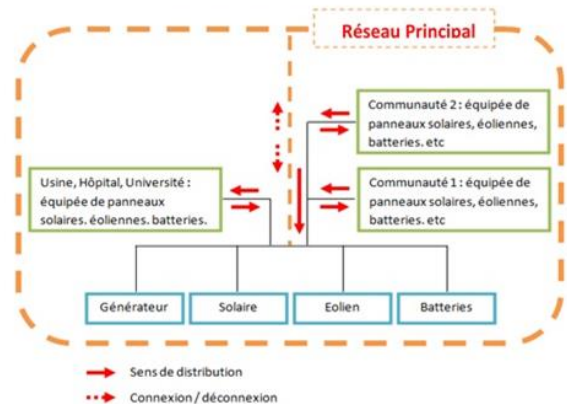 Réseau Principal
Communauté 2 : équipée de
panneaux solaires, éoliennes,
batteries. etc
Usine, Hôpital, Université :
équipée de panneaux
solaires. éoliennes. batteries.
Communauté 1 : équipée de
panneaux solaires, éoliennes,
batteries. etc
Générateur
Solaire
Eolien
Batteries
Sens de distribution
Connexion / déconnexion